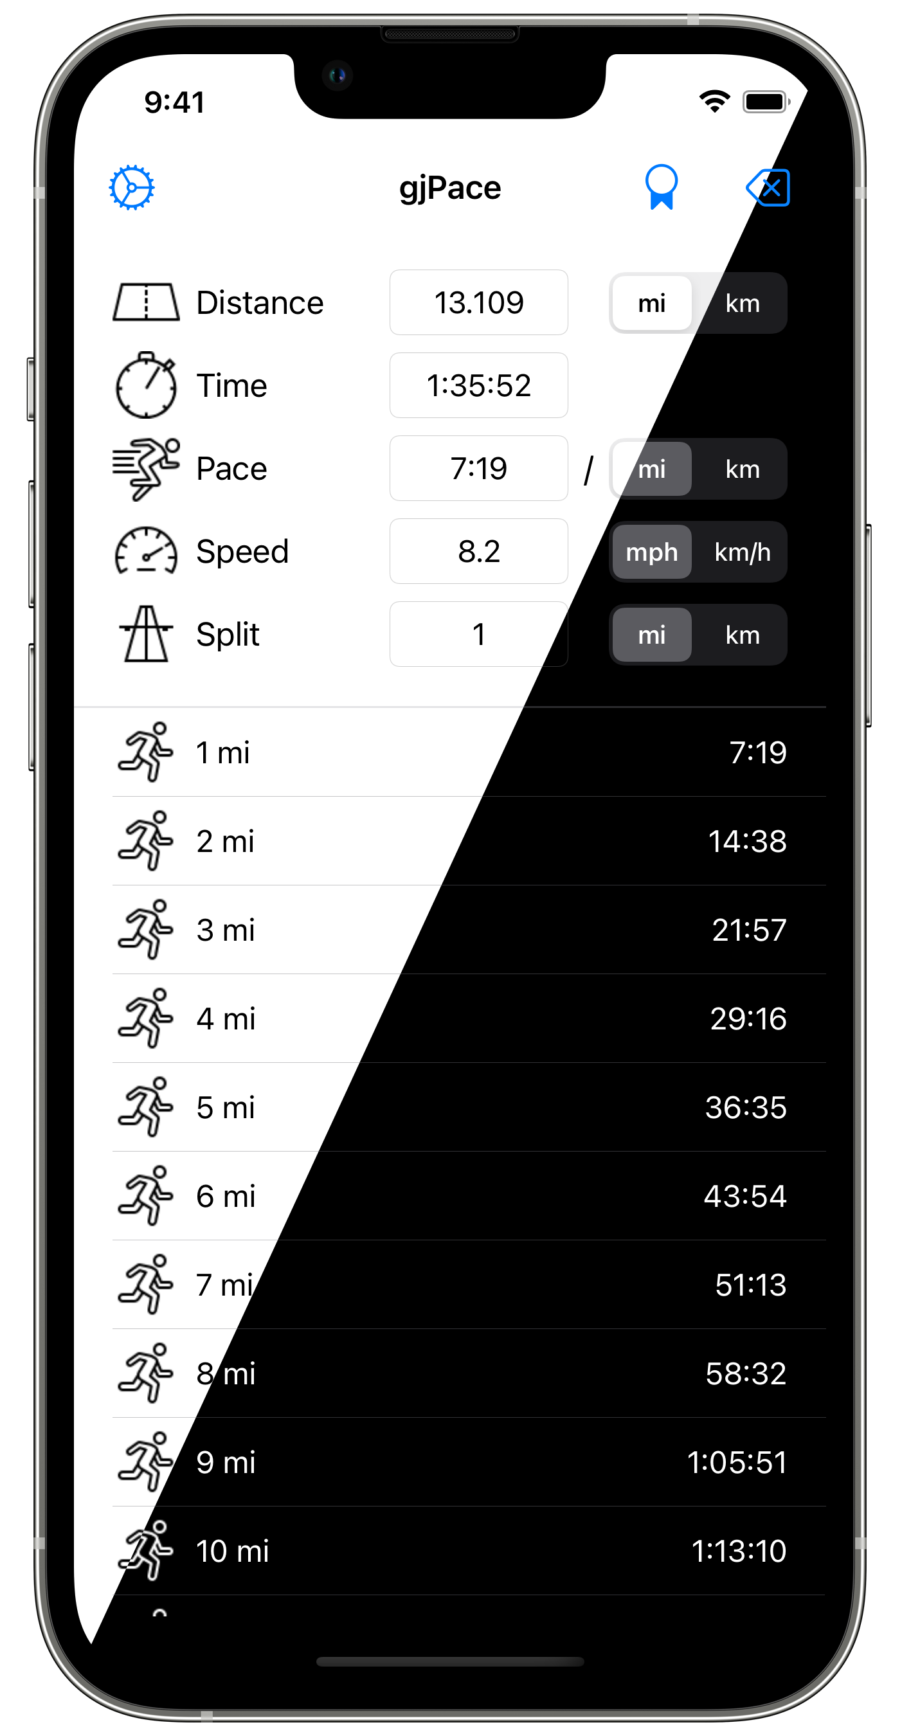 9:41
gjPace
Distance 13.109 mi km
Time 1:35:52
Pace 7:19 / mi km
Speed 8.2 mph km/h
Split 1 mi km
1 mi 7:19
2 mi 14:38
3 mi 21:57
4 mi 29:16
5 mi 36:35
6 mi 43:54
7 mi 51:13
8 mi 58:32
9 mi 1:05:51
10 mi 1:13:10